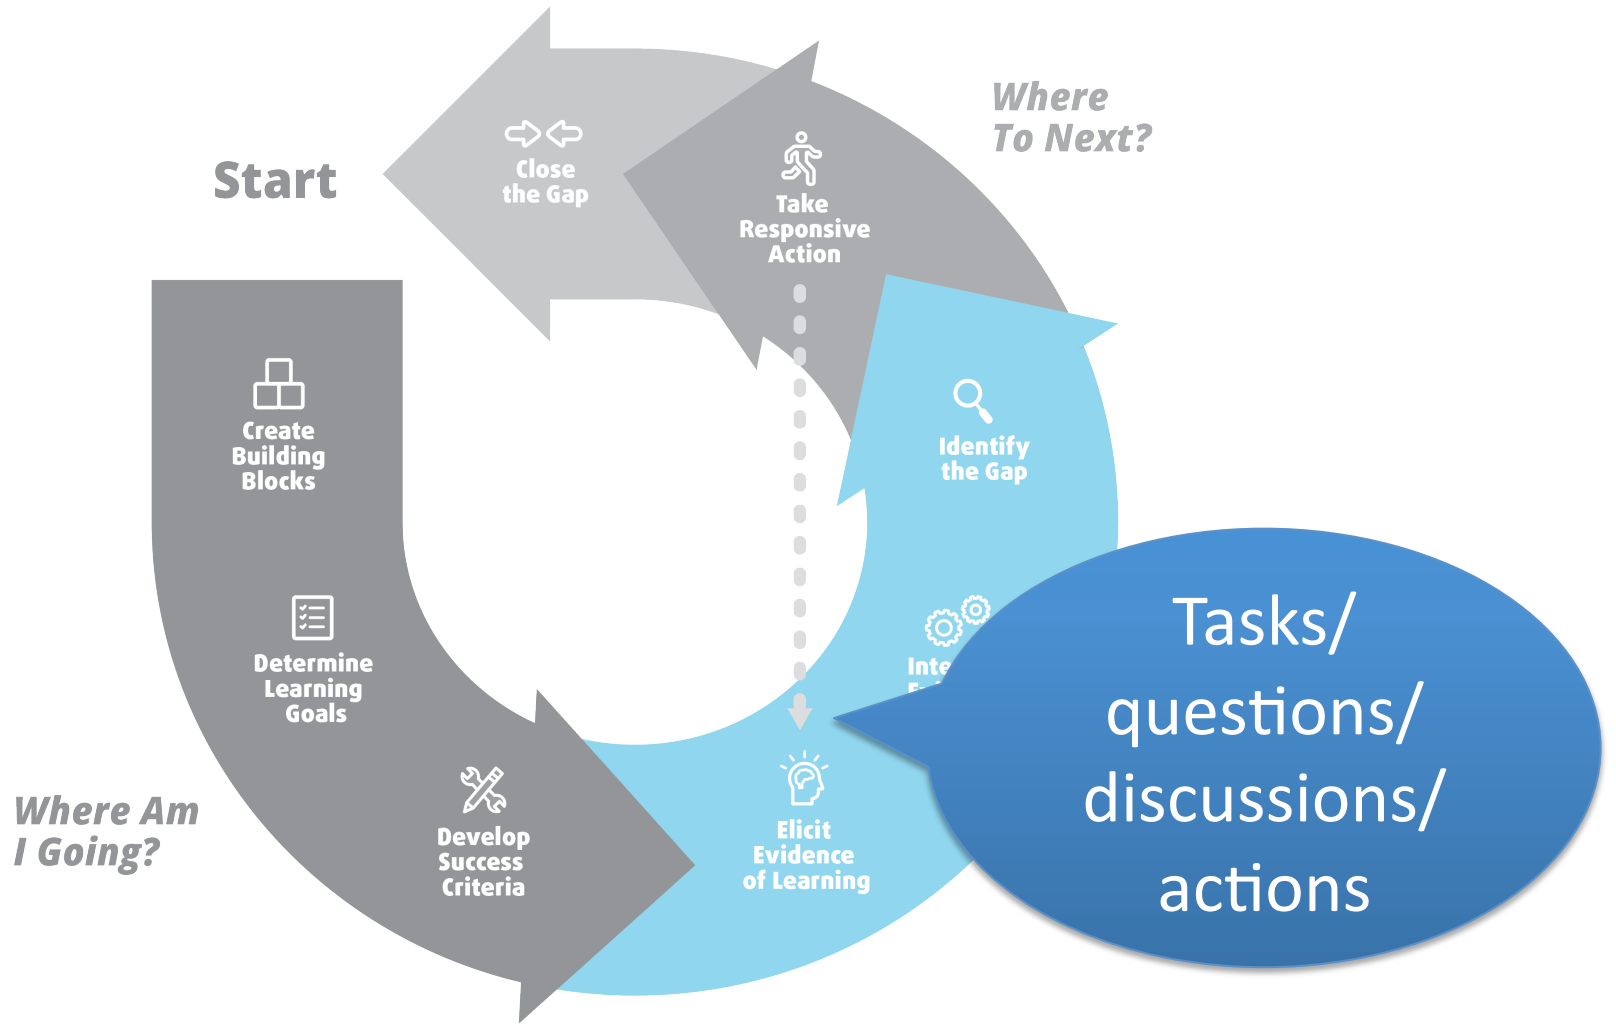 Start
Create
Building
Blocks
Determine
Learning
Goals
Where Am
I Going?
Develop
Success
Criteria
Elicit
Evidence
of Learning
Tasks/
questions/
discussions/
actions
Identify
the Gap
Where
To Next?
Take
Responsive
Action
Close
the Gap